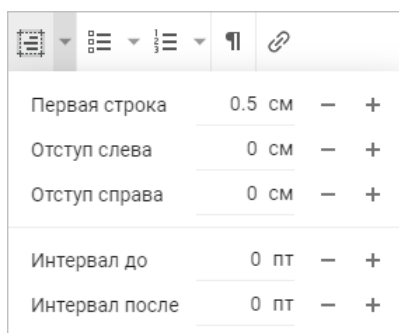 Первая строка 0.5 см − +
Отступ слева 0 см − +
Отступ справа 0 см − +
Интервал до 0 пт − +
Интервал после 0 пт − +